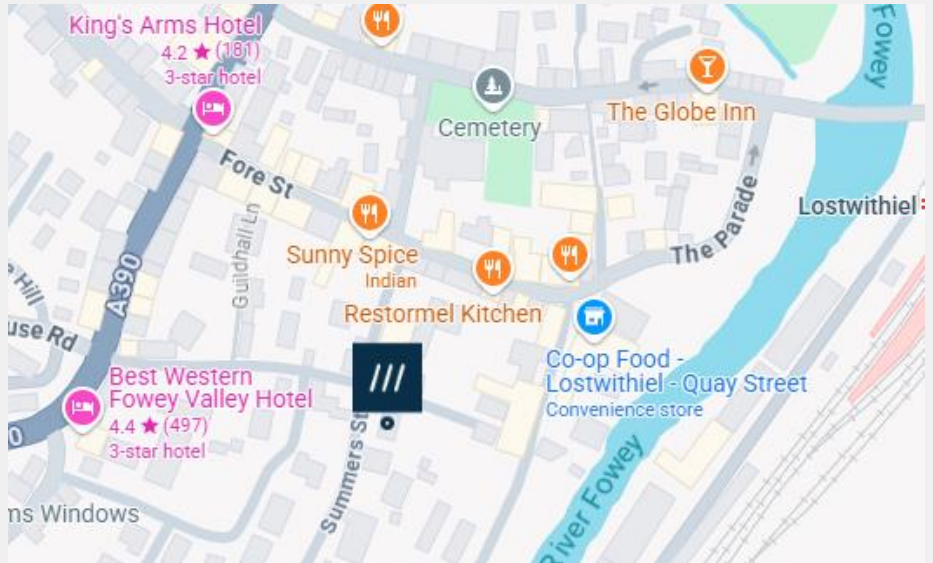 King's Arms Hotel
4.2 ★ (181)
3-star hotel
Fowey
The Globe Inn
Cemetery
Fore St
Guildhall Ln
Sunny Spice
Indian
The Parade
Lostwithiel
A390
Restormel Kitchen
Co-op Food -
Lostwithiel - Quay Street
Convenience store
e Hill
use Rd
Best Western
Fowey Valley Hotel
4.4 ★ (497)
3-star hotel
0
///
Summers St
River Fowey
ms Windows